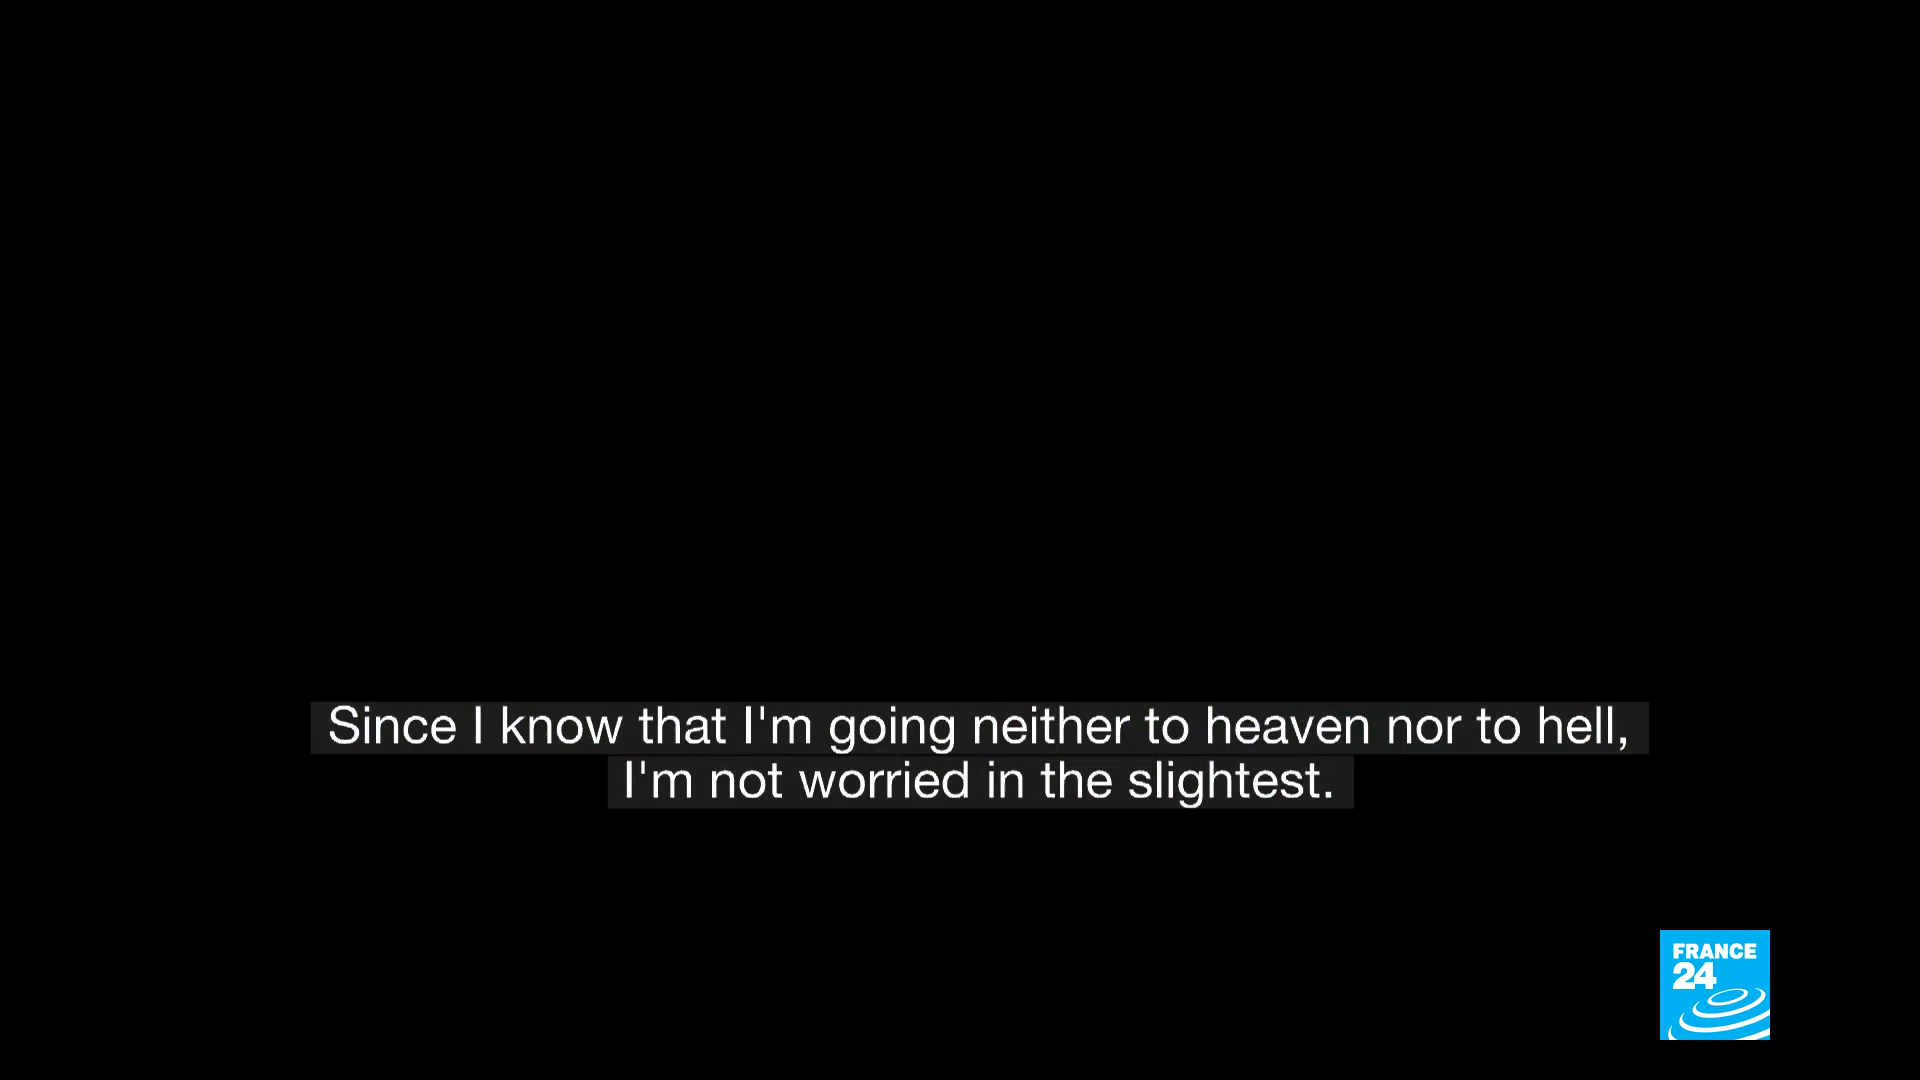 Since I know that I'm going neither to heaven nor to hell,
I'm not worried in the slightest.
FRANCE
24